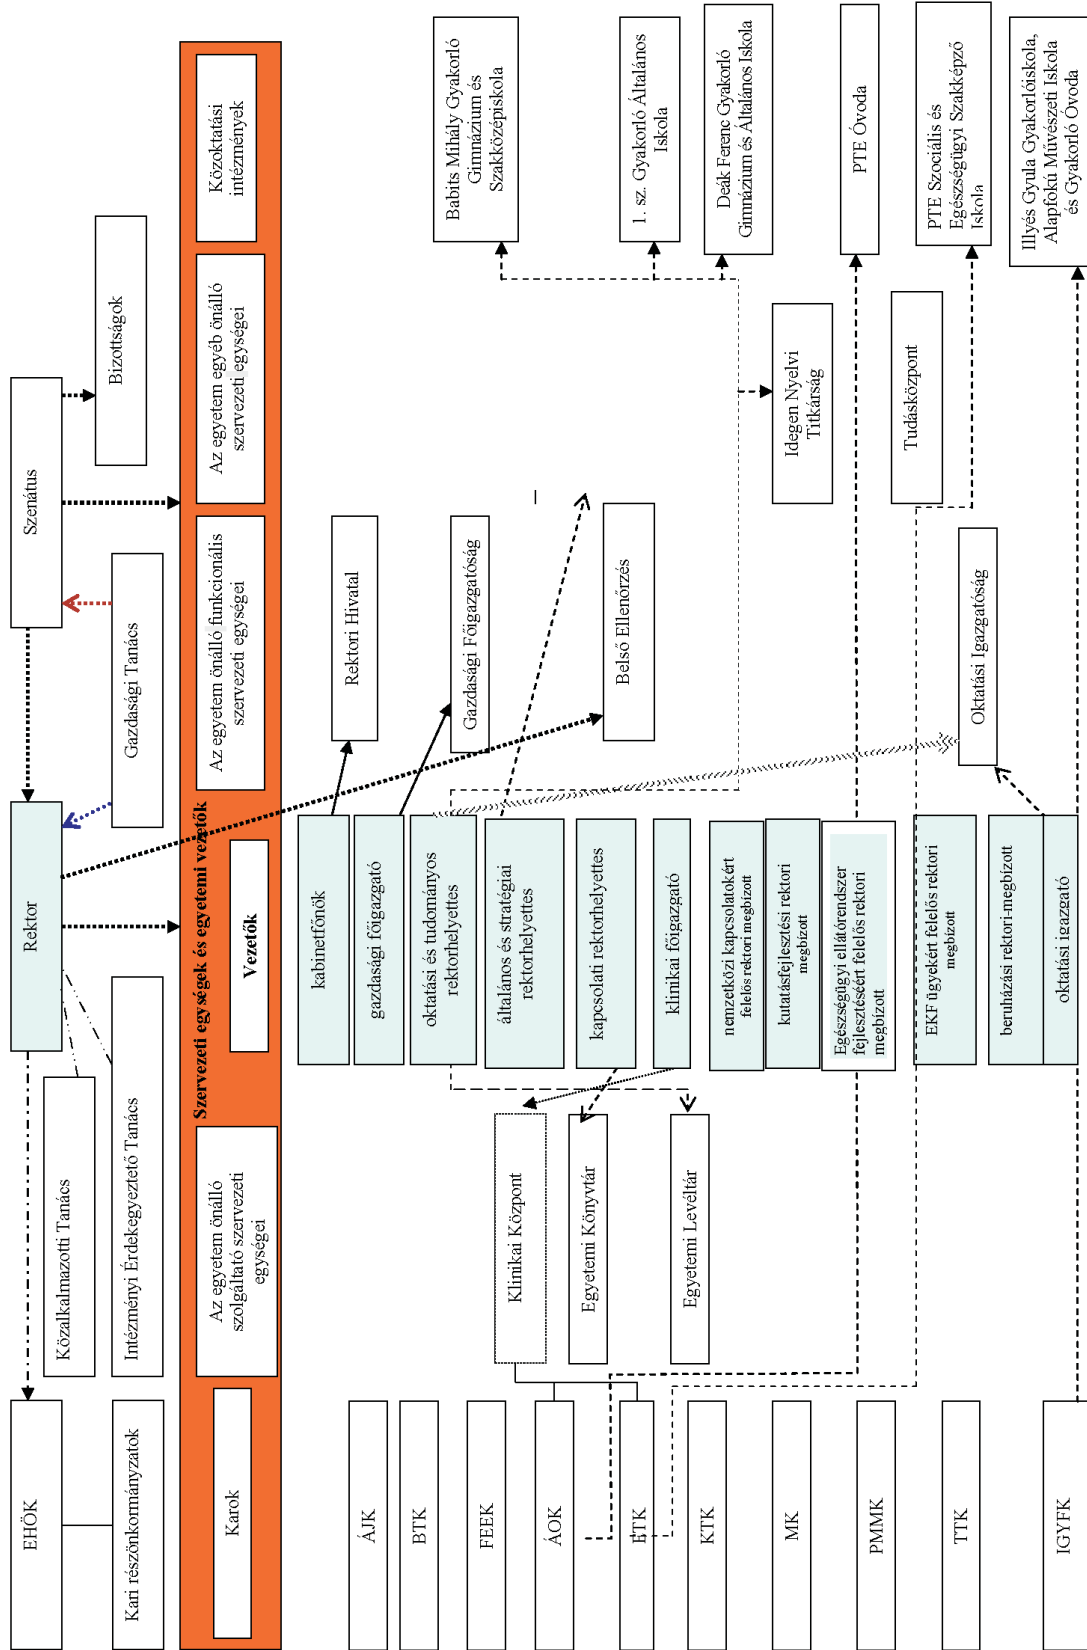 EHÖK
Rektor
Szenátus
Kari részönkormányzatok
Közalkalmazotti Tanács
Intézményi Érdekegyeztető Tanács
Gazdasági Tanács
Bizottságok
Szervezeti egységek és egyetemi vezetők
Karok
Az egyetem önálló
szolgáltató szervezeti
egységei
Vezetők
Az egyetem önálló funkcionális
szervezeti egységei
Az egyetem egyéb önálló
szervezeti egységei
Közoktatási
intézmények
ÁJK
BTK
FEEK
ÁOK
ETK
KTK
MK
PMMK
TTK
IGYFK
Klinikai Központ
Egyetemi Könyvtár
Egyetemi Levéltár
kabinetfőnök
gazdasági főigazgató
oktatási és tudományos
rektorhelyettes
általános és stratégiai
rektorhelyettes
kapcsolati rektorhelyettes
klinikai főigazgató
nemzetközi kapcsolatokért
felelős rektori megbízott
kutatásfejlesztési rektori
megbízott
Egészségügyi ellátórendszer
fejlesztéséért felelős rektori
megbízott
EKF ügyekért felelős rektori
megbízott
beruházási rektori-megbízott
oktatási igazgató
Rektori Hivatal
Gazdasági Főigazgatóság
Belső Ellenőrzés
Oktatási Igazgatóság
Idegen Nyelvi
Titkárság
Tudásközpont
Babits Mihály Gyakorló
Gimnázium és
Szakközépiskola
1. sz. Gyakorló Általános
Iskola
Deák Ferenc Gyakorló
Gimnázium és Általános Iskola
PTE Óvoda
PTE Szociális és
Egészségügyi Szakképző
Iskola
Illyés Gyula Gyakorlóiskola,
Alapfokú Művészeti Iskola
és Gyakorló Óvoda